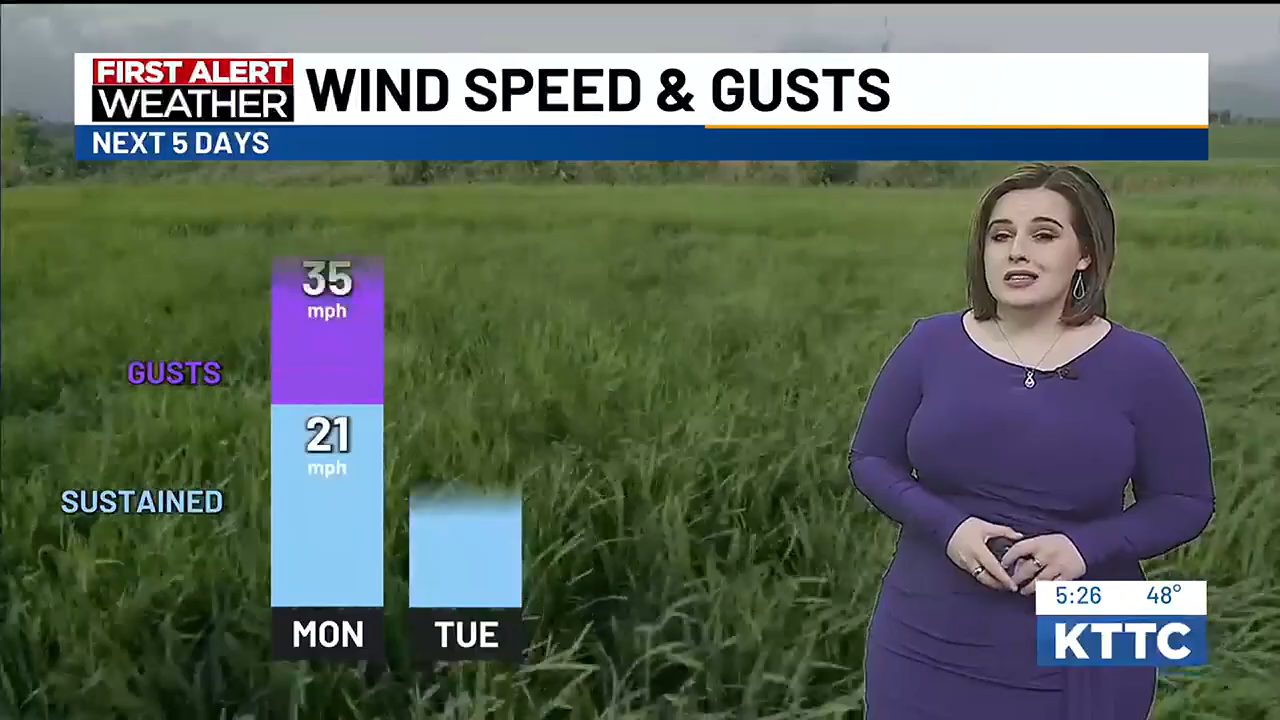 FIRST ALERT
WEATHER
WIND SPEED & GUSTS
NEXT 5 DAYS
35
mph
GUSTS
21
mph
SUSTAINED
MON
TUE
5:26 48°
KTTC